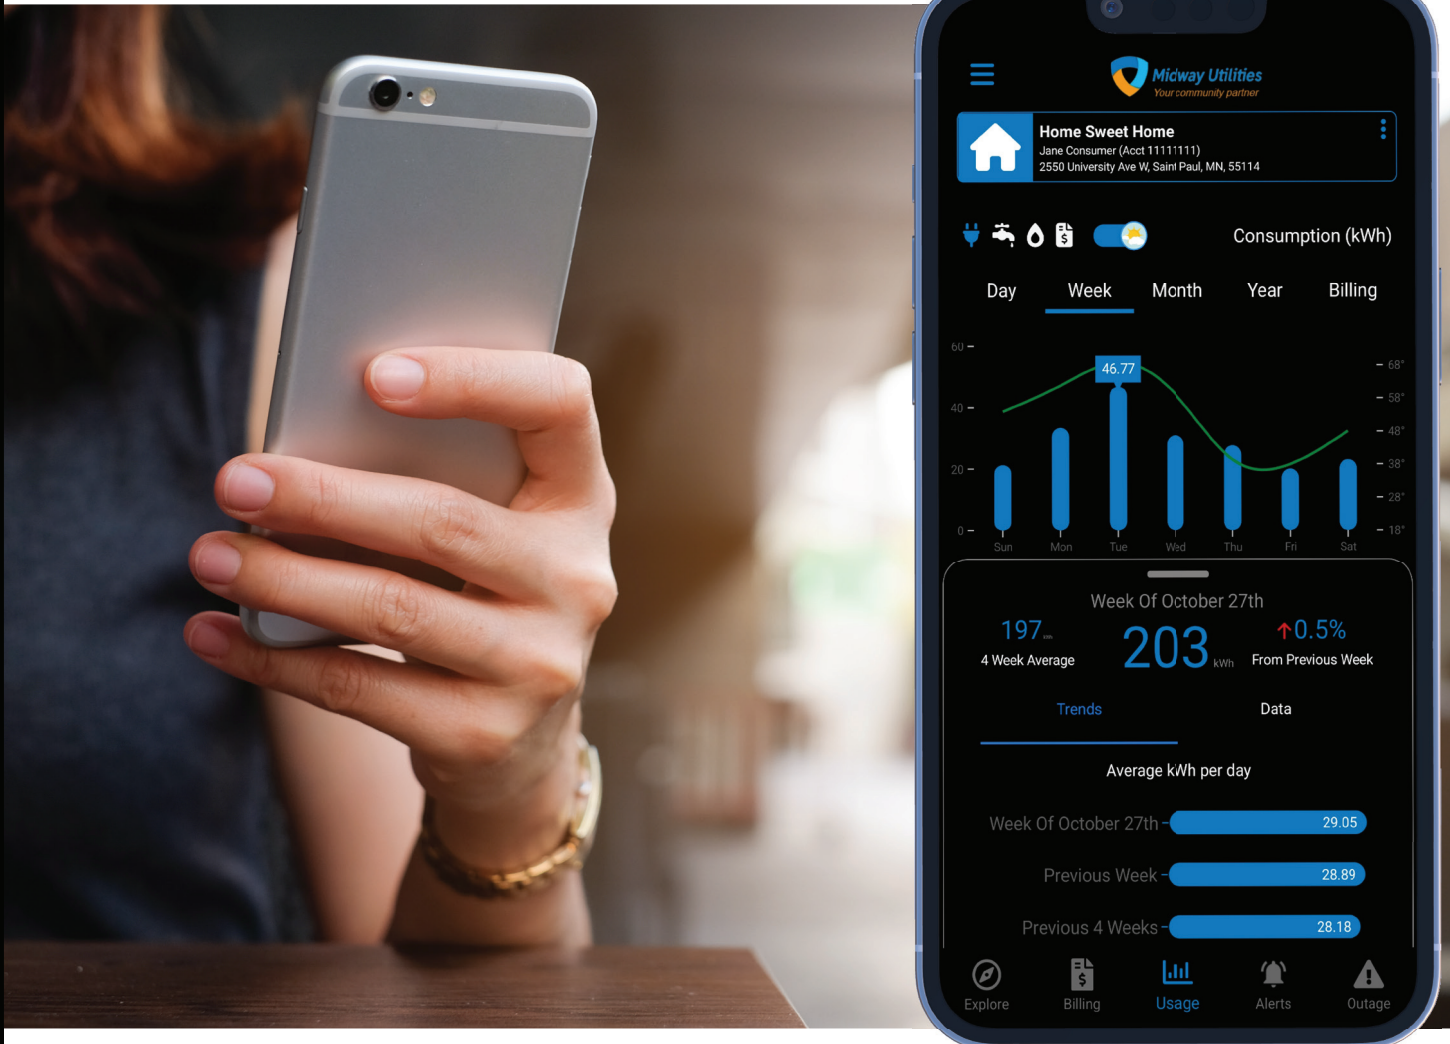 Midway Utilities
Your community partner
Home Sweet Home
Jane Consumer (Acct 11111111)
2550 University Ave W, Saint Paul, MN, 55114
Consumption (kWh)
Day Week Month Year Billing
60
68°
46.77
58°
40
48°
38°
20
28°
0
18°
Sun Mon Tue Wed Thu Fri Sat
Week Of October 27th
197 203 kWh 0.5%
4 Week Average From Previous Week
Trends Data
Average kWh per day
Week Of October 27th 29.05
Previous Week 28.89
Previous 4 Weeks 28.18
Explore Billing Usage Alerts Outage